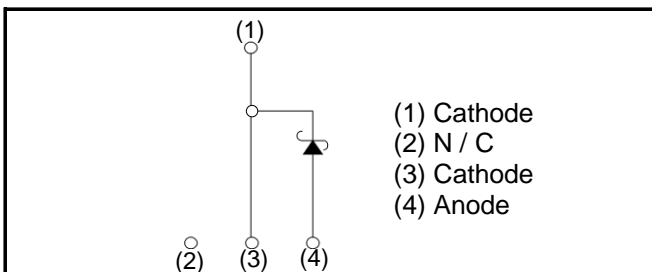 (1)
(1) Cathode
(2) N / C
(3) Cathode
(4) Anode
(2) (3) (4)